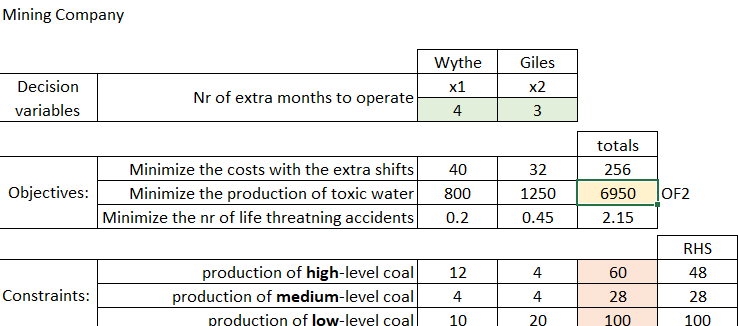 Mining Company
Wythe Giles
Decision variables Nr of extra months to operate x1 x2
4 3
totals
Objectives: Minimize the costs with the extra shifts 40 32 256
Minimize the production of toxic water 800 1250 6950 OF2
Minimize the nr of life threatning accidents 0.2 0.45 2.15
RHS
Constraints: production of high-level coal 12 4 60 48
production of medium-level coal 4 4 28 28
production of low-level coal 10 20 100 100